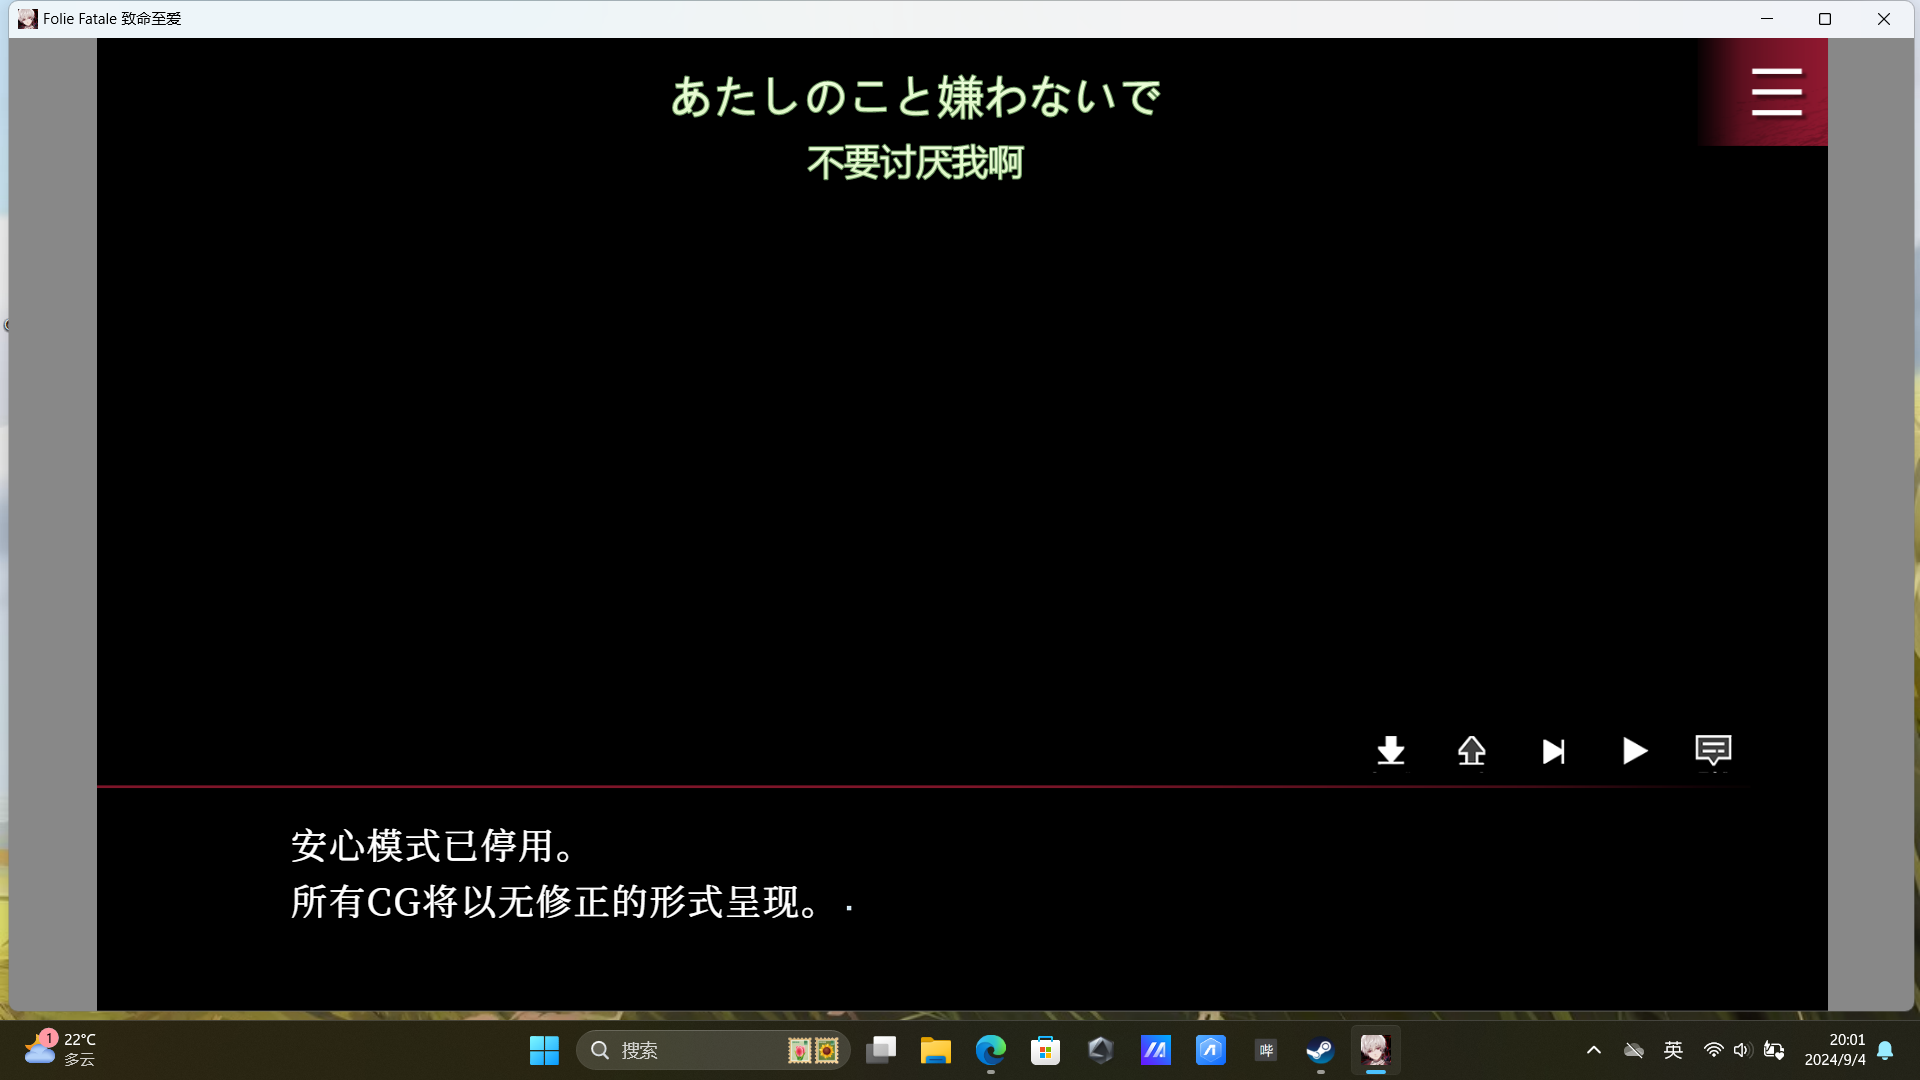 Folie Fatale 致命至爱
あたしのこと嫌わないで
不要讨厌我啊
安心模式已停用。
所有CG将以无修正的形式呈现。
1
22°C
多云
搜索
哔
英
20:01
2024/9/4